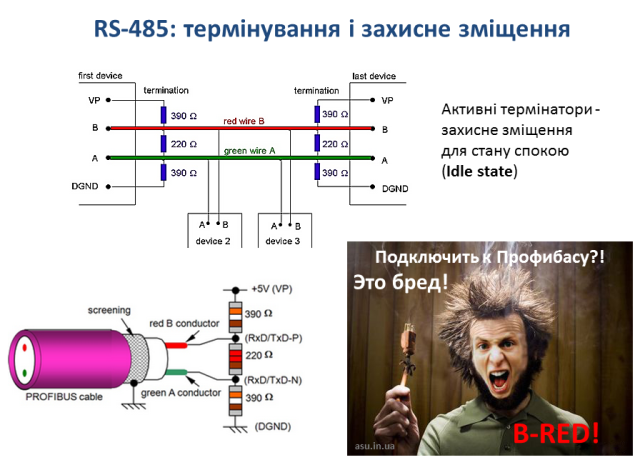 RS-485: термінування і захисне зміщення
first device
last device
termination
termination
VP
390 Ω
390 Ω
VP
red wire B
B
B
220 Ω
220 Ω
green wire A
A
A
390 Ω
390 Ω
DGND
DGND
A B
A B
device 2
device 3
Активні термінатори -
захисне зміщення
для стану спокою
(Idle state)
+5V (VP)
screening
390 Ω
red B conductor
(RxD/TxD-P)
220 Ω
(RxD/TxD-N)
green A conductor
PROFIBUS cable
390 Ω
(DGND)
Подключить к Профибасу?!
Это бред!
B-RED!
asu.in.ua